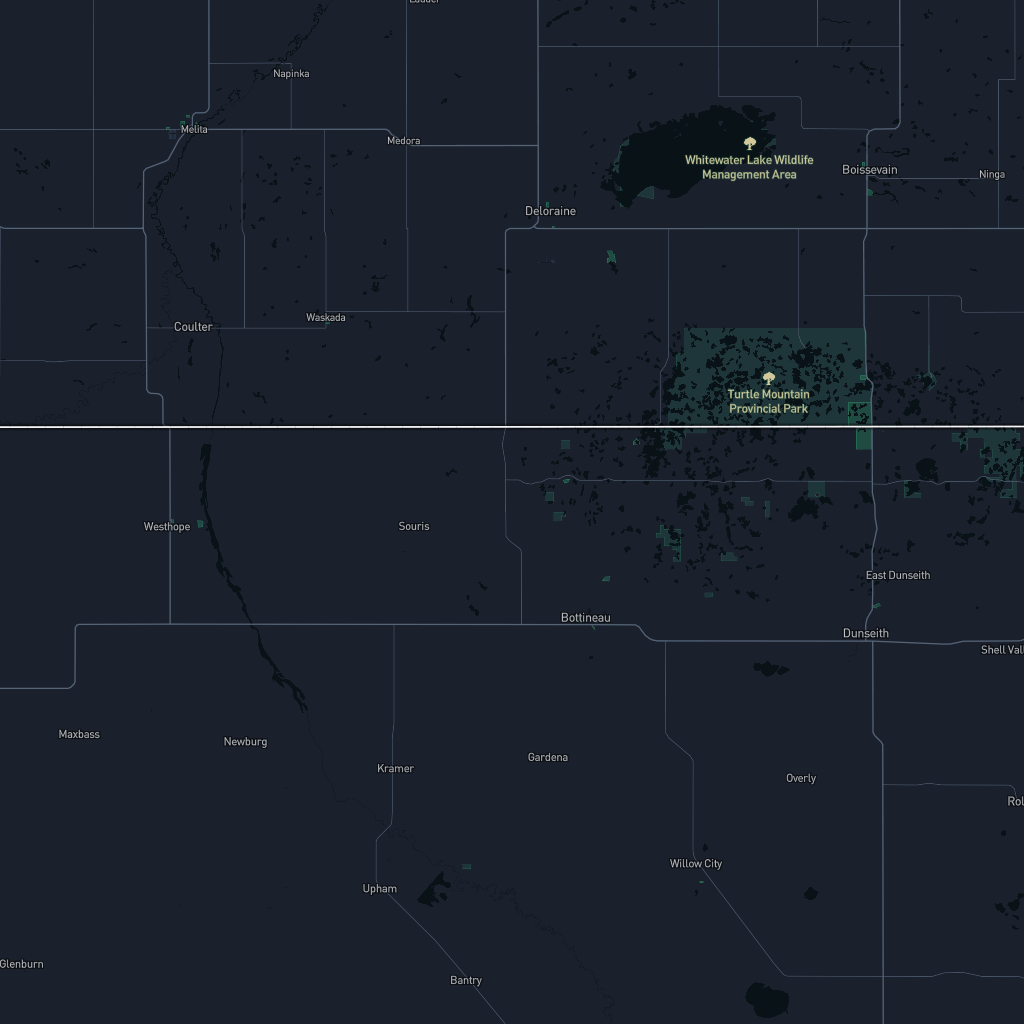 Napinka
Melita
Medora
Whitewater Lake Wildlife
Management Area
Boissevain
Ninga
Deloraine
Waskada
Coulter
Turtle Mountain
Provincial Park
Westhope
Souris
East Dunseith
Bottineau
Dunseith
Shell Vall
Maxbass
Newburg
Gardena
Kramer
Overly
Rol
Willow City
Upham
Glenburn
Bantry